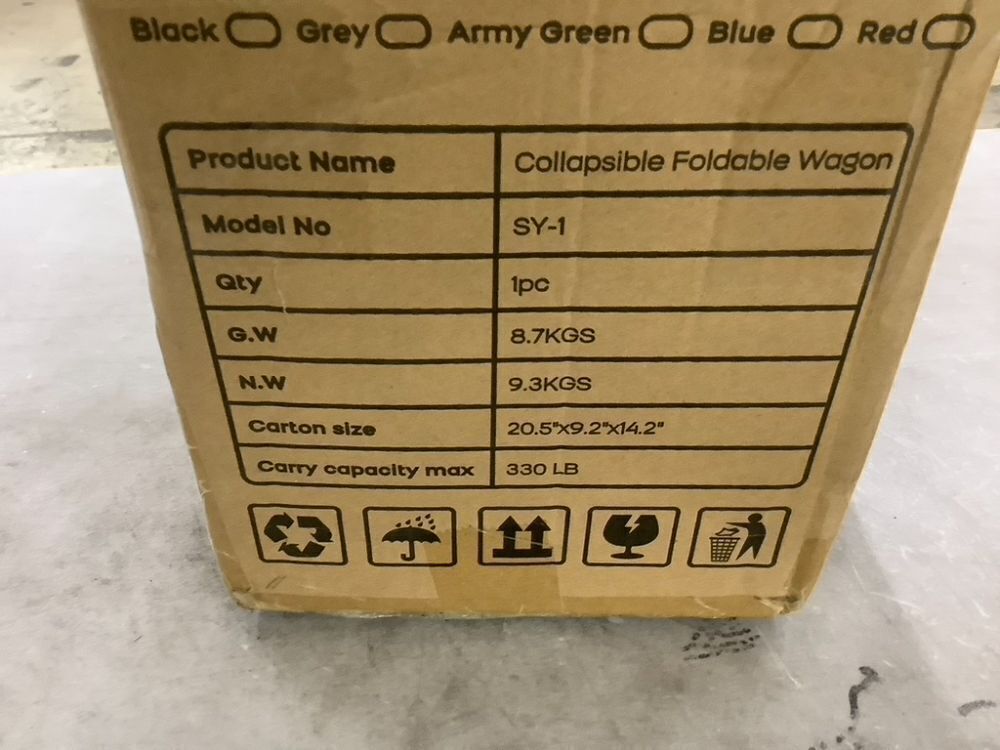 Black Grey Army Green Blue Red
Product Name Collapsible Foldable Wagon
Model No SY-1
Qty 1pc
G.W 8.7KGS
N.W 9.3KGS
Carton size 20.5"x9.2"x14.2"
Carry capacity max 330 LB